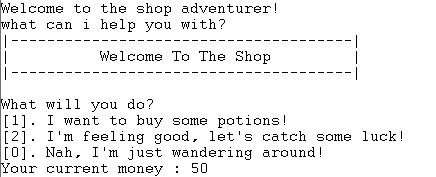 Welcome to the shop adventurer!
what can i help you with?
|--------------------------------------|
|          Welcome To The Shop         |
|--------------------------------------|
What will you do?
[1]. I want to buy some potions!
[2]. I'm feeling good, let's catch some luck!
[0]. Nah, I'm just wandering around!
Your current money : 50